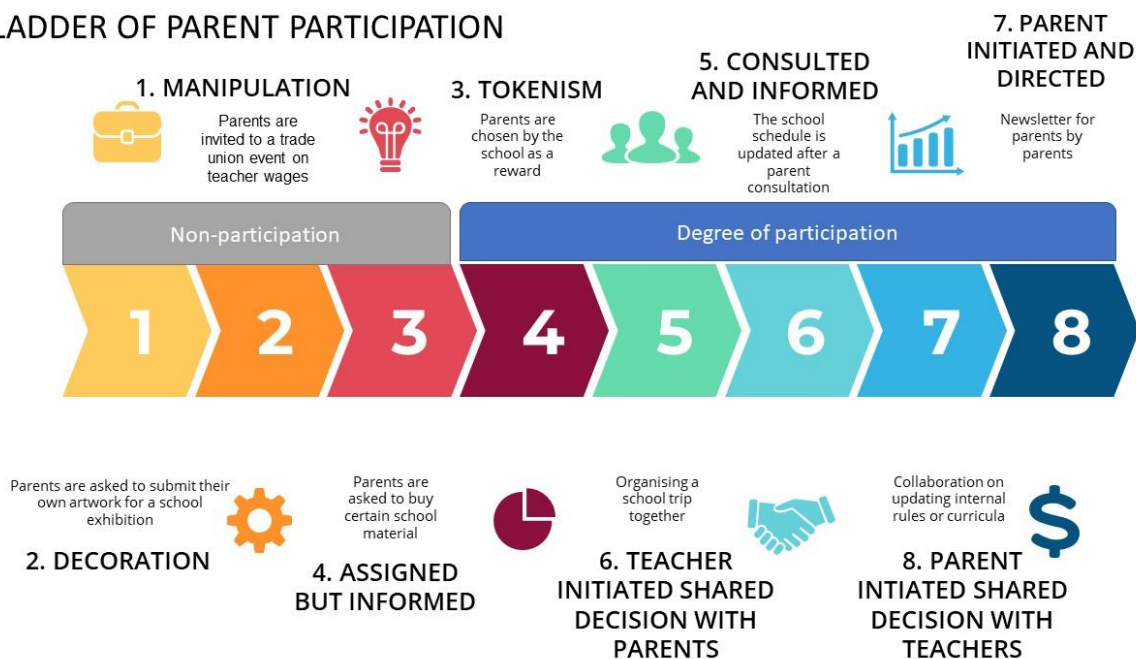 LADDER OF PARENT PARTICIPATION
1. MANIPULATION
Parents are
invited to a trade
union event on
teacher wages
3. TOKENISM
Parents are
chosen by the
school as a
reward
5. CONSULTED
AND INFORMED
The school
schedule is
updated after a
parent
consultation
7. PARENT
INITIATED AND
DIRECTED
Newsletter for
parents by
parents
Non-participation
Degree of participation
1
2
3
4
5
6
7
8
Parents are asked to submit their
own artwork for a school
exhibition
2. DECORATION
Parents are
asked to buy
certain school
material
4. ASSIGNED
BUT INFORMED
Organising a
school trip
together
6. TEACHER
INITIATED SHARED
DECISION WITH
PARENTS
Collaboration on
updating internal
rules or curricula
8. PARENT
INTIATED SHARED
DECISION WITH
TEACHERS